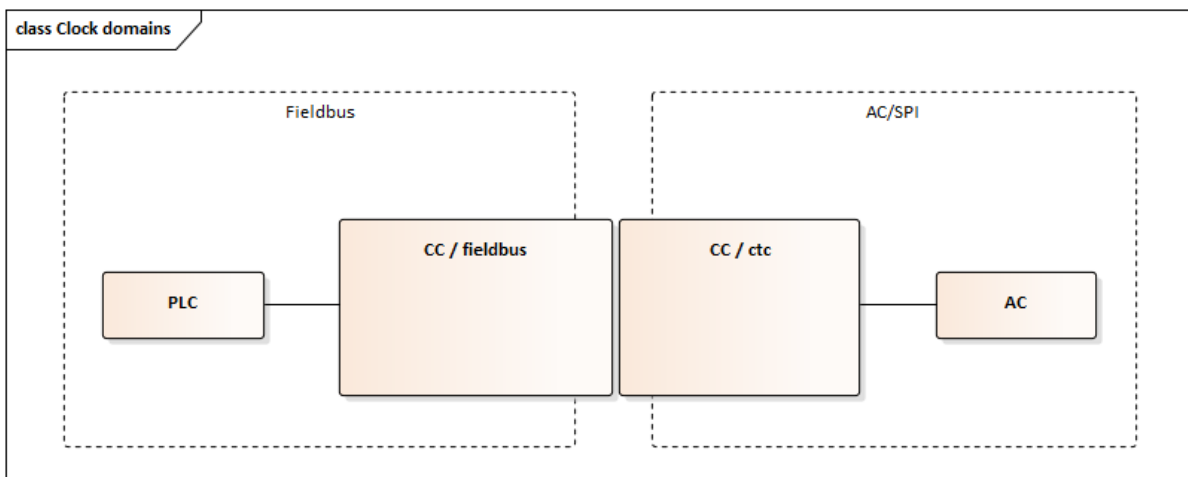 class Clock domains
Fieldbus
AC/SPI
CC / fieldbus
CC / ctc
PLC
AC